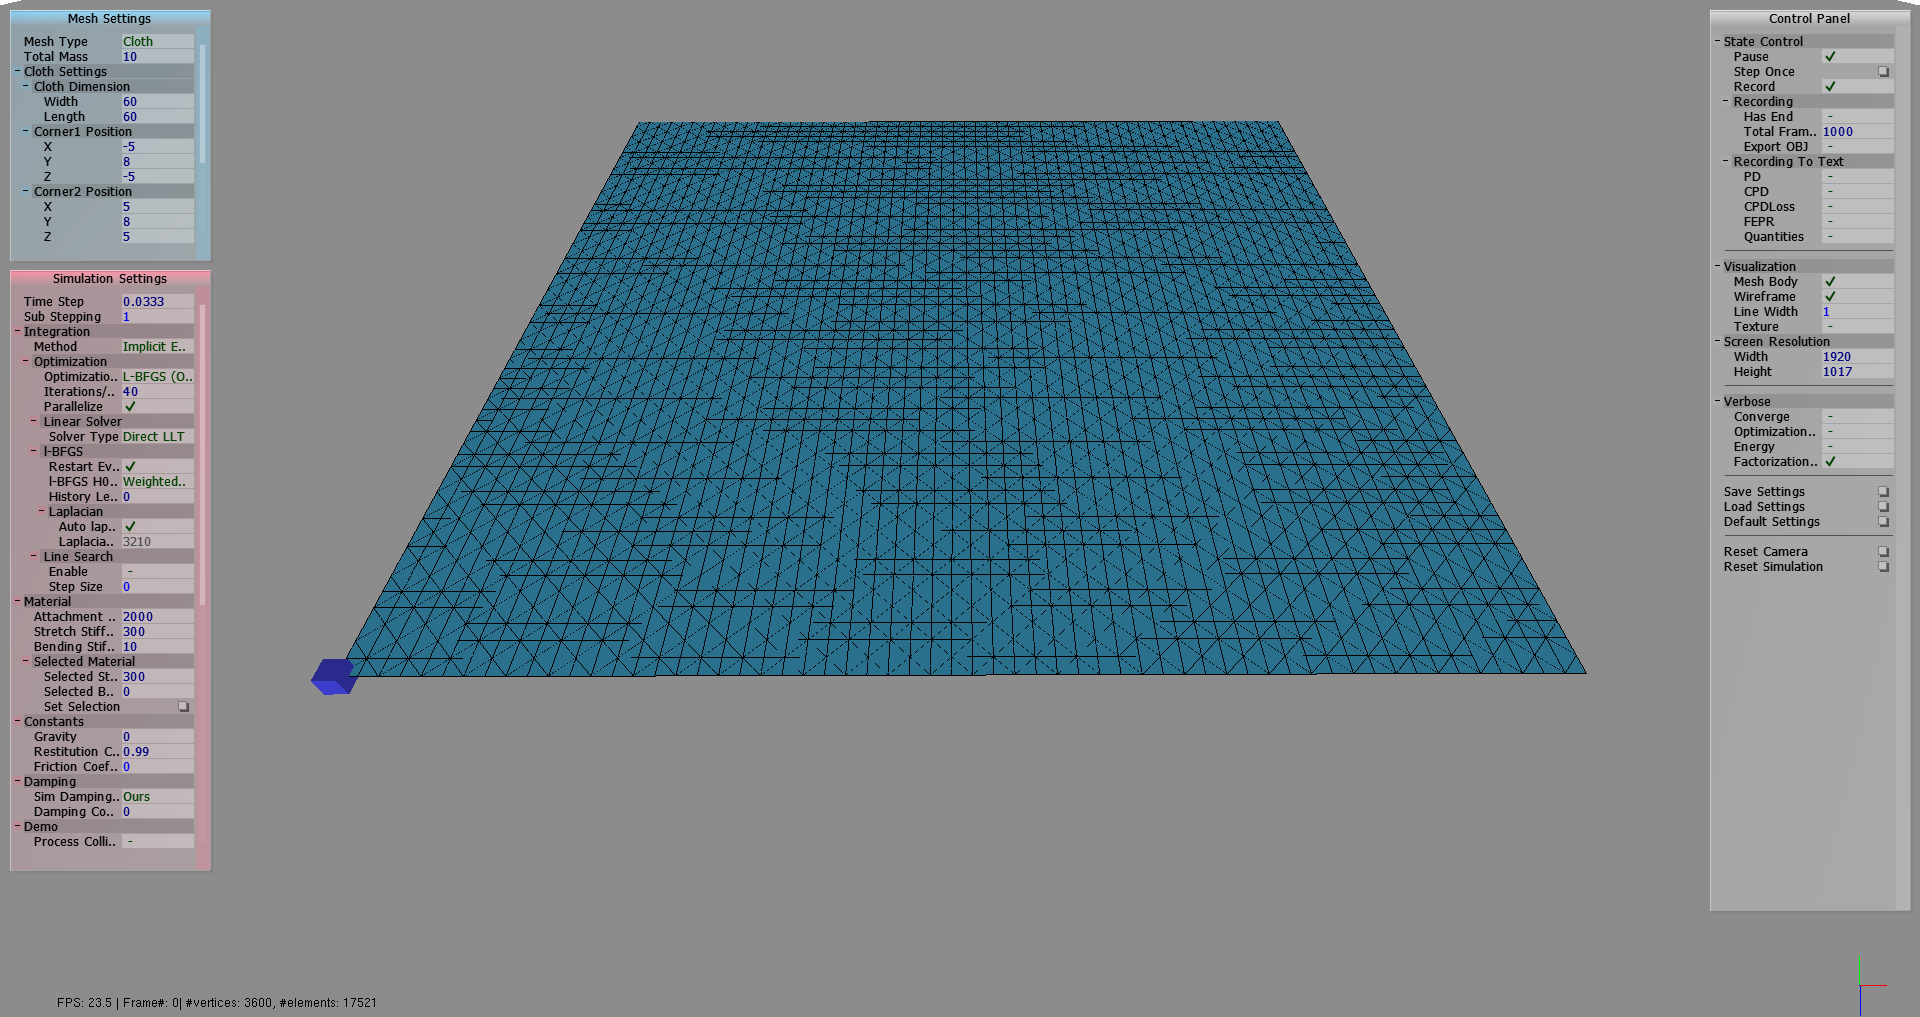 Mesh Settings
Mesh Type Cloth
Total Mass 10
Cloth Settings
Cloth Dimension
Width 60
Length 60
Corner1 Position
X -5
Y 8
Z -5
Corner2 Position
X 5
Y 8
Z 5
Simulation Settings
Time Step 0.0333
Sub Stepping 1
Integration
Method Implicit E..
Optimization
Optimizatio.. L-BFGS (O..
Iterations/.. 40
Parallelize
Linear Solver
Solver Type Direct LLT
l-BFGS
Restart Ev..
l-BFGS H0.. Weighted..
History Le.. 0
Laplacian
Auto lap..
Laplacia.. 3210
Line Search
Enable -
Step Size 0
Material
Attachment .. 2000
Stretch Stiff.. 300
Bending Stif.. 10
Selected Material
Selected St.. 300
Selected B.. 0
Set Selection
Constants
Gravity 0
Restitution C.. 0.99
Friction Coef.. 0
Damping
Sim Damping.. Ours
Damping Co.. 0
Demo
Process Colli.. -
Control Panel
State Control
Pause
Step Once
Record
Recording
Has End -
Total Fram.. 1000
Export OBJ -
Recording To Text
PD -
CPD -
CPDLoss -
FEPR -
Quantities -
Visualization
Mesh Body
Wireframe
Line Width 1
Texture -
Screen Resolution
Width 1920
Height 1017
Verbose
Converge -
Optimization.. -
Energy -
Factorization..
Save Settings
Load Settings
Default Settings
Reset Camera
Reset Simulation
FPS: 23.5 | Frame#: 0| #vertices: 3600, #elements: 17521